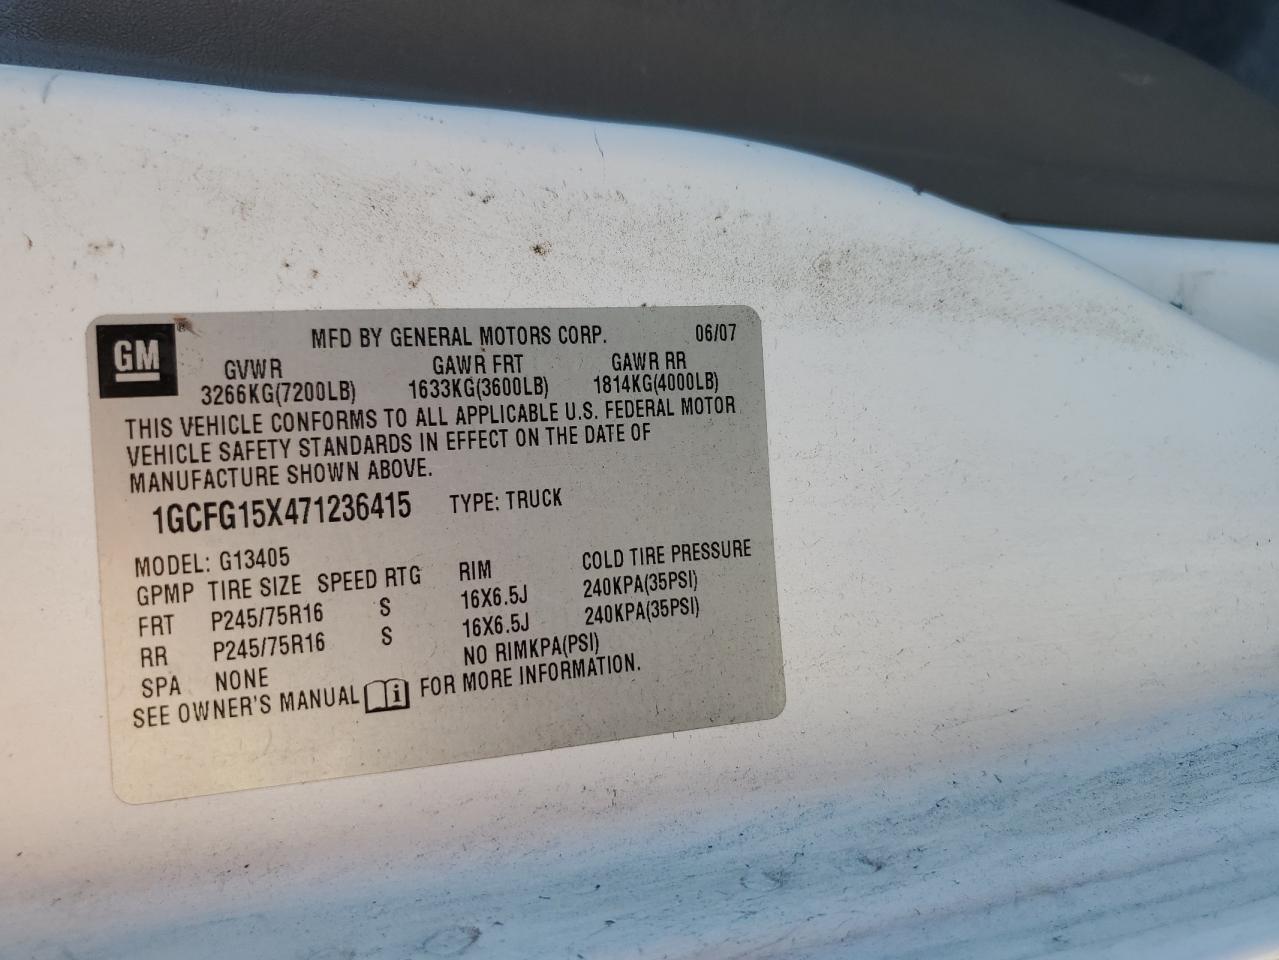 GM ®
MFD BY GENERAL MOTORS CORP. 06/07
GVWR GAWR FRT GAWR RR
3266KG(7200LB) 1633KG(3600LB) 1814KG(4000LB)
THIS VEHICLE CONFORMS TO ALL APPLICABLE U.S. FEDERAL MOTOR
VEHICLE SAFETY STANDARDS IN EFFECT ON THE DATE OF
MANUFACTURE SHOWN ABOVE.
1GCFG15X471236415 TYPE: TRUCK
MODEL: G13405
GPMP TIRE SIZE SPEED RTG RIM COLD TIRE PRESSURE
FRT P245/75R16 S 16X6.5J 240KPA(35PSI)
RR P245/75R16 S 16X6.5J 240KPA(35PSI)
SPA NONE NO RIMKPA(PSI)
SEE OWNER'S MANUAL i FOR MORE INFORMATION.